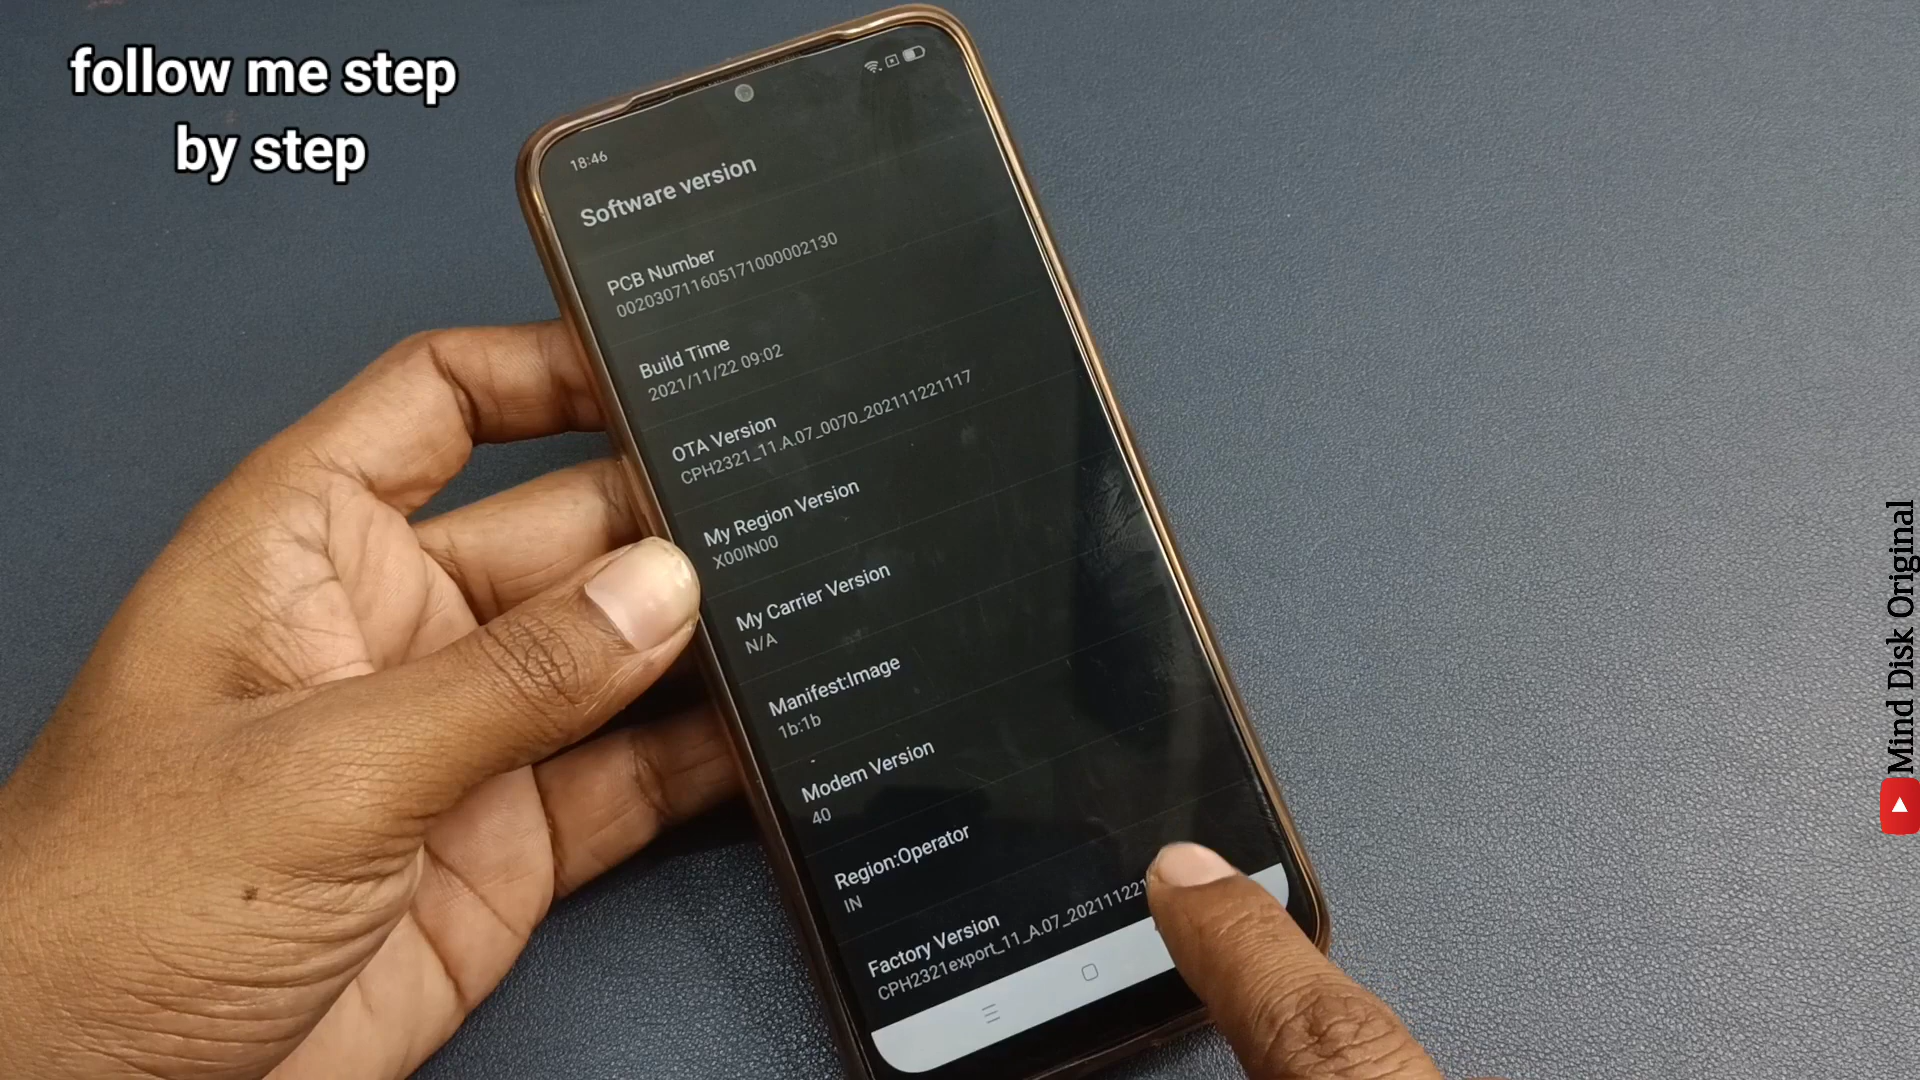 follow me step
by step
18:46
Software version
PCB Number
002030711605171000002130
Build Time
2021/11/22 09:02
OTA Version
CPH2321_11.A.07_0070_202111221117
My Region Version
X00IN00
My Carrier Version
N/A
Manifest:Image
1b:1b
Modem Version
40
Region:Operator
IN
Factory Version
CPH2321export_11_A.07_202111221
Mind Disk Original